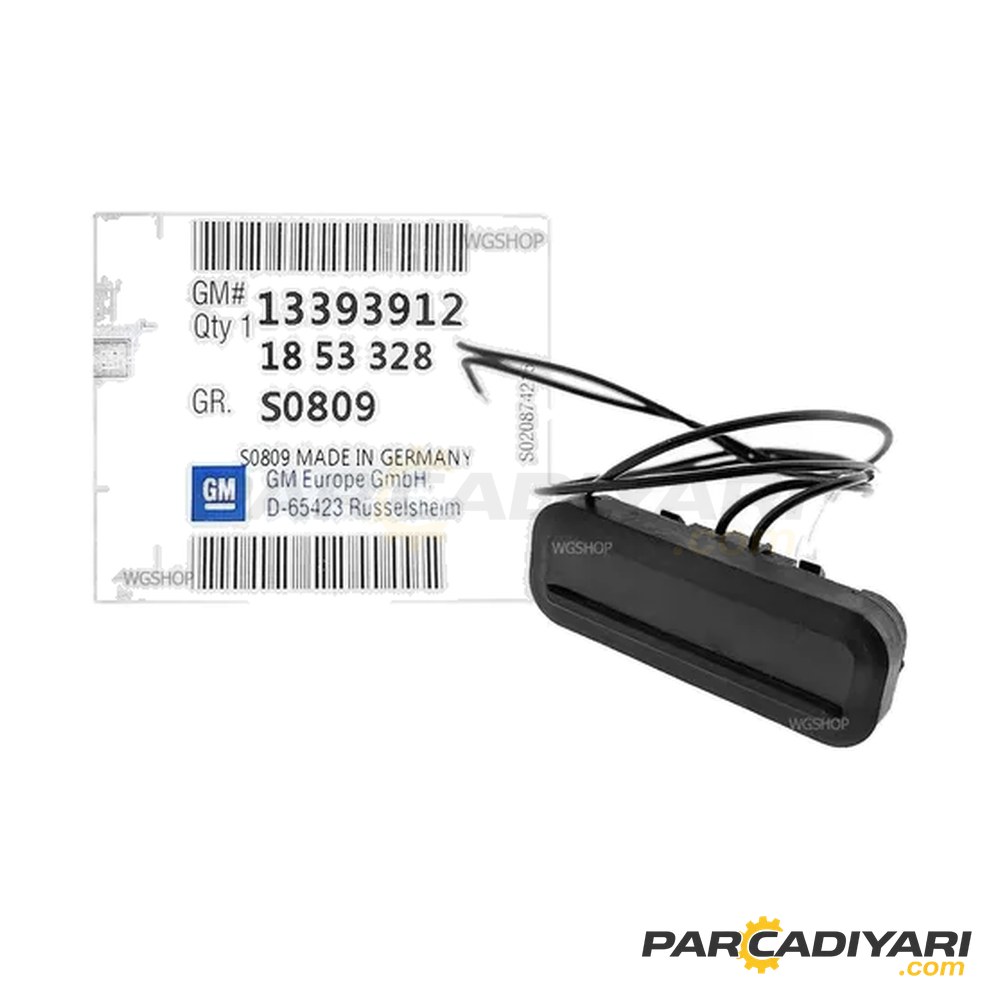 WGSHOP
GM# 13393912
Qty 1
18 53 328
GR. S0809
S0809 MADE IN GERMANY
GM
GM Europe GmbH,
D-65423 Rüsselsheim
WGSHOP
WGSHOP
WGSHOP
PARCADIYARI
.com